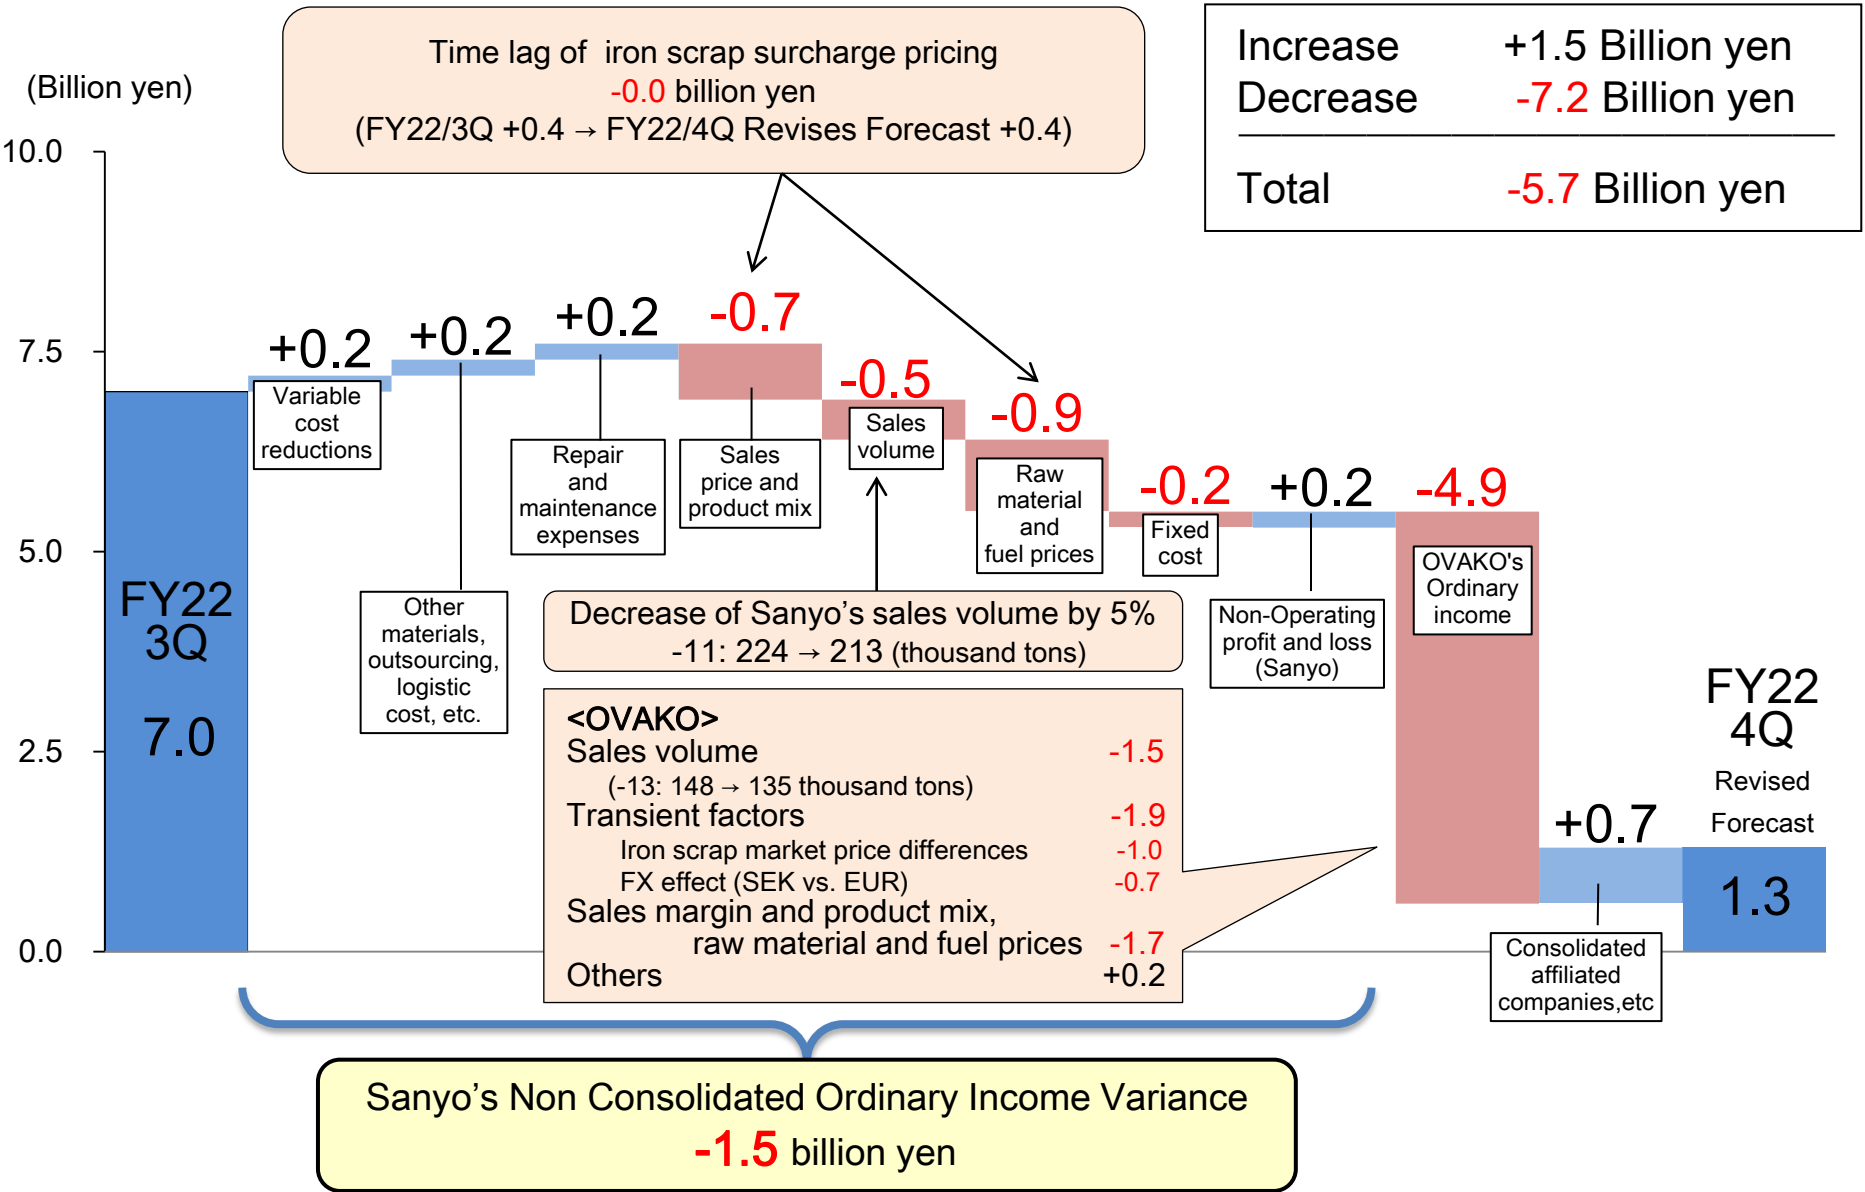 (Billion yen)
Time lag of iron scrap surcharge pricing
-0.0 billion yen
(FY22/3Q +0.4 → FY22/4Q Revises Forecast +0.4)
Increase +1.5 Billion yen
Decrease -7.2 Billion yen
Total -5.7 Billion yen
10.0
7.5
5.0
2.5
0.0
FY22
3Q
7.0
+0.2
Variable
cost
reductions
+0.2
Other
materials,
outsourcing,
logistic
cost, etc.
+0.2
Repair
and
maintenance
expenses
-0.7
Sales
price and
product mix
-0.5
Sales
volume
-0.9
Raw
material
and
fuel prices
-0.2
Fixed
cost
+0.2
Non-Operating
profit and loss
(Sanyo)
-4.9
OVAKO's
Ordinary
income
+0.7
Consolidated
affiliated
companies,etc
FY22
4Q
Revised
Forecast
1.3
Decrease of Sanyo’s sales volume by 5%
-11: 224 → 213 (thousand tons)
<OVAKO>
Sales volume -1.5
(-13: 148 → 135 thousand tons)
Transient factors -1.9
Iron scrap market price differences -1.0
FX effect (SEK vs. EUR) -0.7
Sales margin and product mix,
raw material and fuel prices -1.7
Others +0.2
Sanyo’s Non Consolidated Ordinary Income Variance
-1.5 billion yen